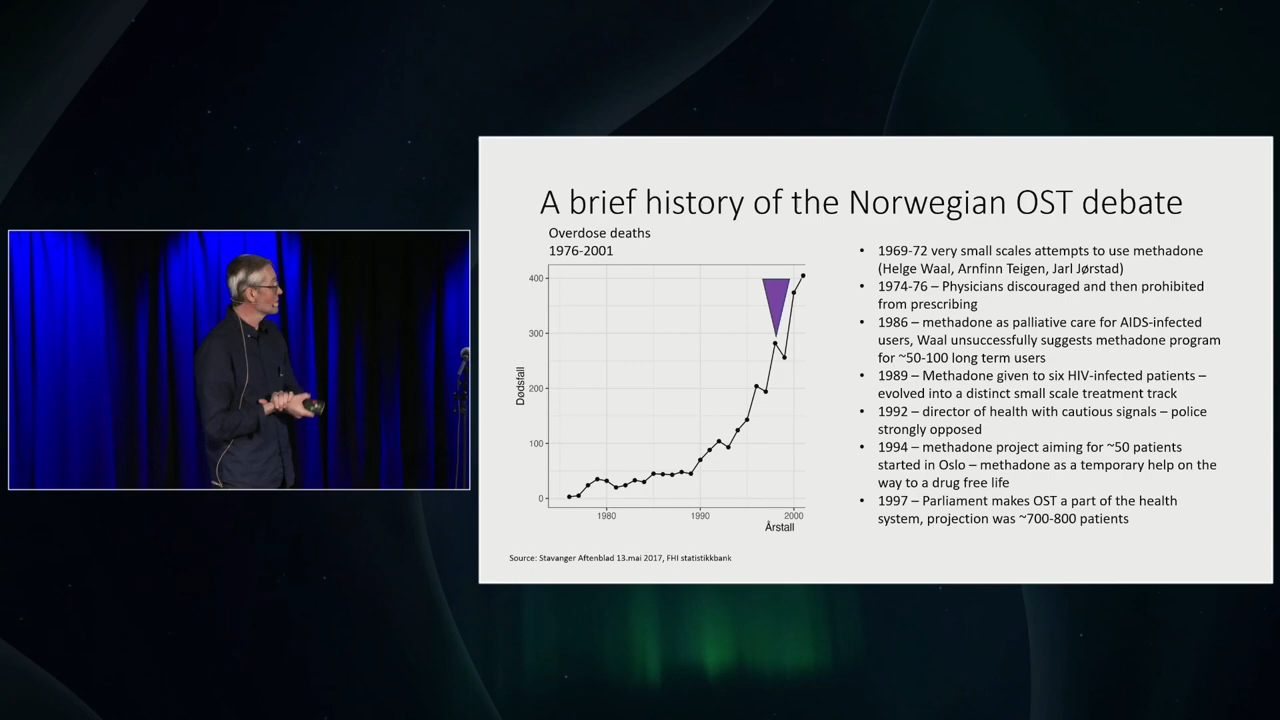 A brief history of the Norwegian OST debate
Overdose deaths
1976-2001
400
300
200
100
0
Dødsfall
1980
1990
2000
Årstall
• 1969-72 very small scales attempts to use methadone
(Helge Waal, Arnfinn Teigen, Jarl Jørstad)
• 1974-76 – Physicians discouraged and then prohibited
from prescribing
• 1986 – methadone as palliative care for AIDS-infected
users, Waal unsuccessfully suggests methadone program
for ~50-100 long term users
• 1989 – Methadone given to six HIV-infected patients –
evolved into a distinct small scale treatment track
• 1992 – director of health with cautious signals – police
strongly opposed
• 1994 – methadone project aiming for ~50 patients
started in Oslo – methadone as a temporary help on the
way to a drug free life
• 1997 – Parliament makes OST a part of the health
system, projection was ~700-800 patients
Source: Stavanger Aftenblad 13.mai 2017, FHI statistikkbank